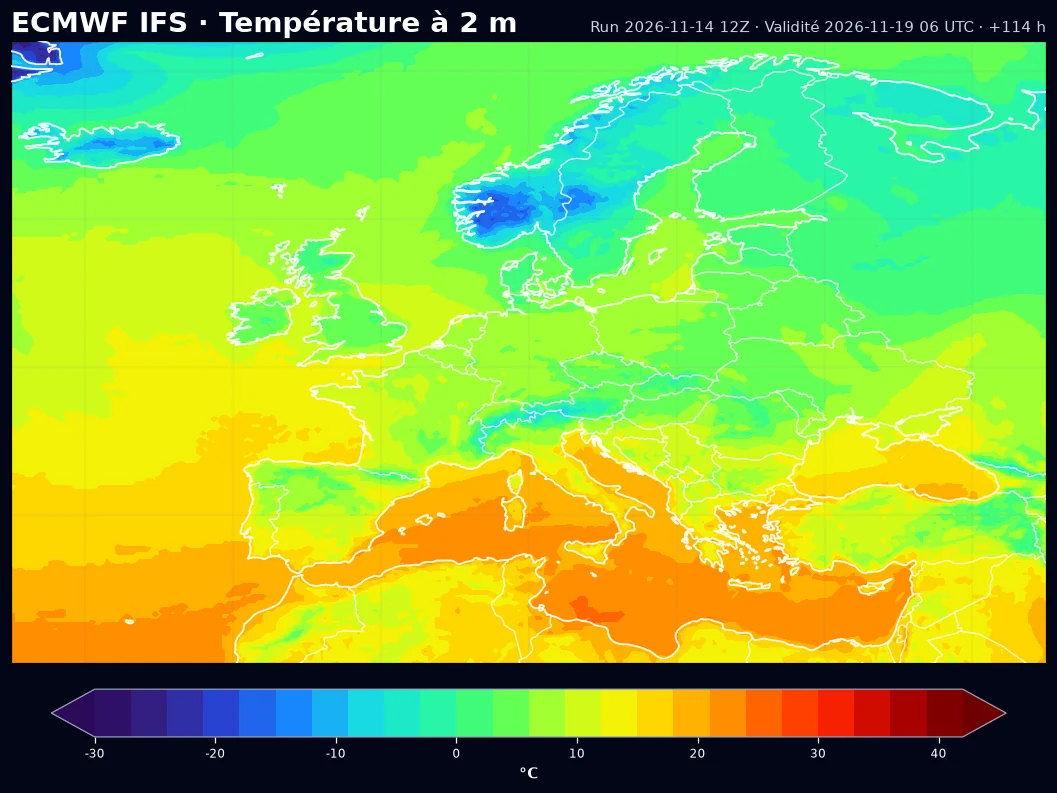 ECMWF IFS · Température à 2 m
Run 2026-11-14 12Z · Validité 2026-11-19 06 UTC · +114 h
-30 -20 -10 0 10 20 30 40
°C